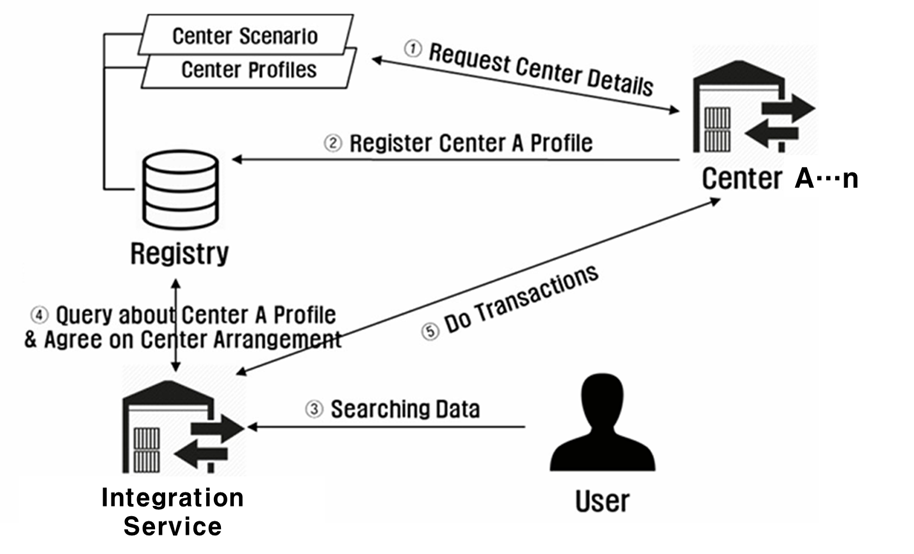 Center Scenario
Center Profiles
① Request Center Details
② Register Center A Profile
Center A···n
Registry
④ Query about Center A Profile
& Agree on Center Arrangement
⑤ Do Transactions
③ Searching Data
Integration
Service
User